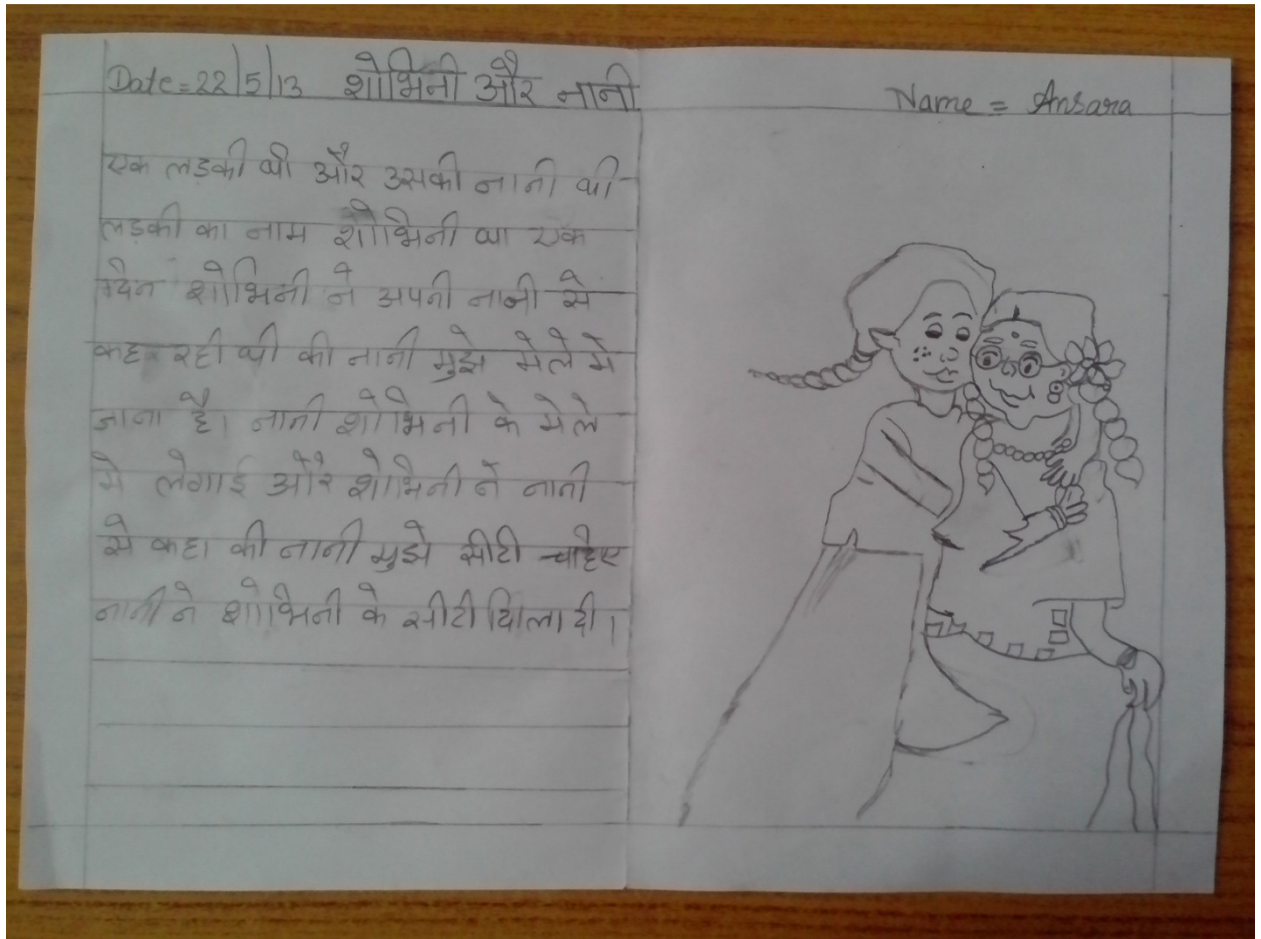 Date = 22/5/13 शोभिनी और नानी
Name = Ansara
एक लड़की थी और उसकी नानी थी
लड़की का नाम शोभिनी था एक
दिन शोभिनी ने अपनी नानी से
कह रही थी की नानी मुझे मेले मे
जाना है। नानी शोभिनी के मेले
मे लेगाई और शोभिनी ने नानी
से कहा की नानी मुझे सीटी चाहिए
नानी ने शोभिनी के सीटी दिला दी।